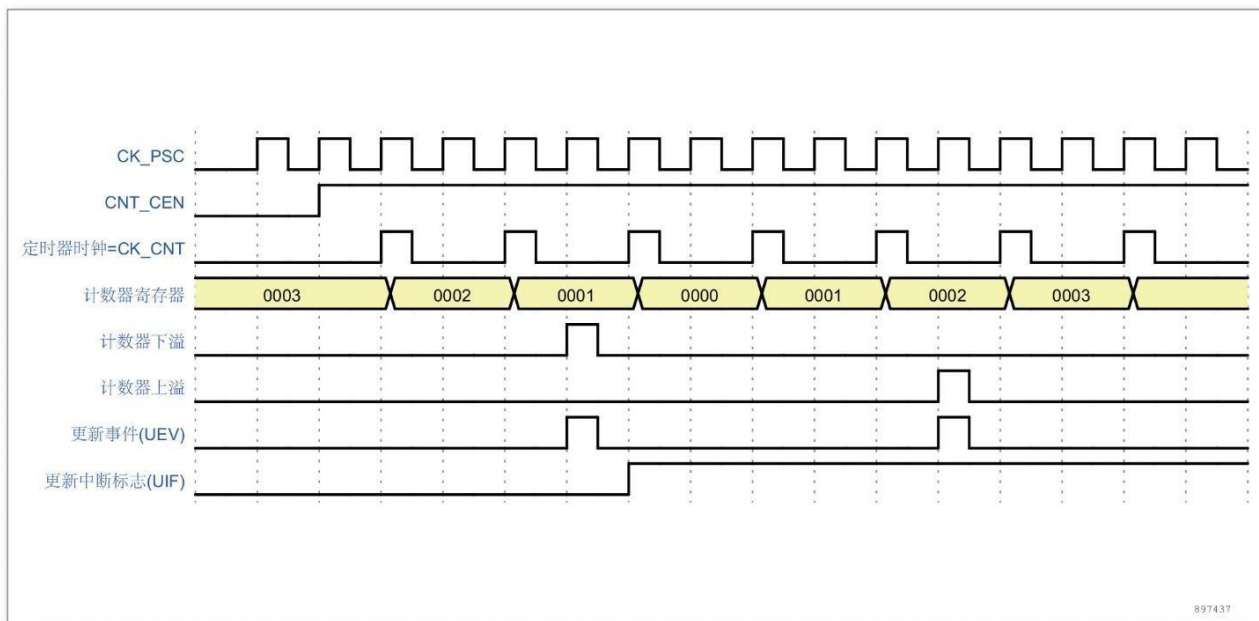 CK_PSC
CNT_CEN
定时器时钟=CK_CNT
计数器寄存器 0003 0002 0001 0000 0001 0002 0003
计数器下溢
计数器上溢
更新事件(UEV)
更新中断标志(UIF)
897437